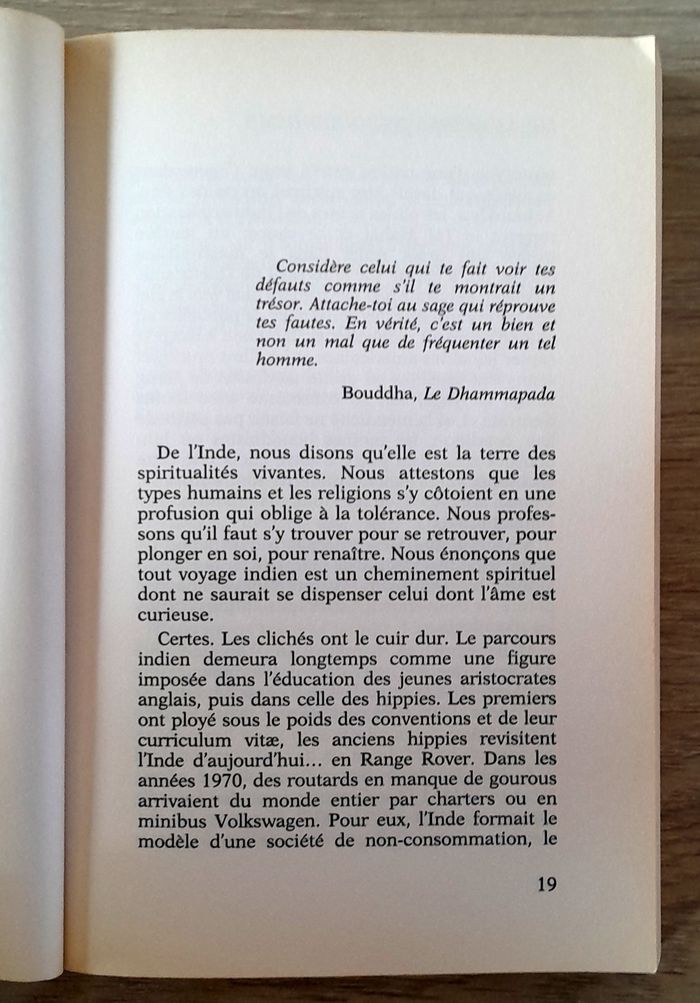 Considère celui qui te fait voir tes
défauts comme s'il te montrait un
trésor. Attache-toi au sage qui réprouve
tes fautes. En vérité, c'est un bien et
non un mal que de fréquenter un tel
homme.
Bouddha, Le Dhammapada
De l'Inde, nous disons qu'elle est la terre des
spiritualités vivantes. Nous attestons que les
types humains et les religions s'y côtoient en une
profusion qui oblige à la tolérance. Nous profes-
sons qu'il faut s'y trouver pour se retrouver, pour
plonger en soi, pour renaître. Nous énonçons que
tout voyage indien est un cheminement spirituel
dont ne saurait se dispenser celui dont l'âme est
curieuse.
Certes. Les clichés ont le cuir dur. Le parcours
indien demeura longtemps comme une figure
imposée dans l'éducation des jeunes aristocrates
anglais, puis dans celle des hippies. Les premiers
ont ployé sous le poids des conventions et de leur
curriculum vitæ, les anciens hippies revisitent
l'Inde d'aujourd'hui... en Range Rover. Dans les
années 1970, des routards en manque de gourous
arrivaient du monde entier par charters ou en
minibus Volkswagen. Pour eux, l'Inde formait le
modèle d'une société de non-consommation, le
19